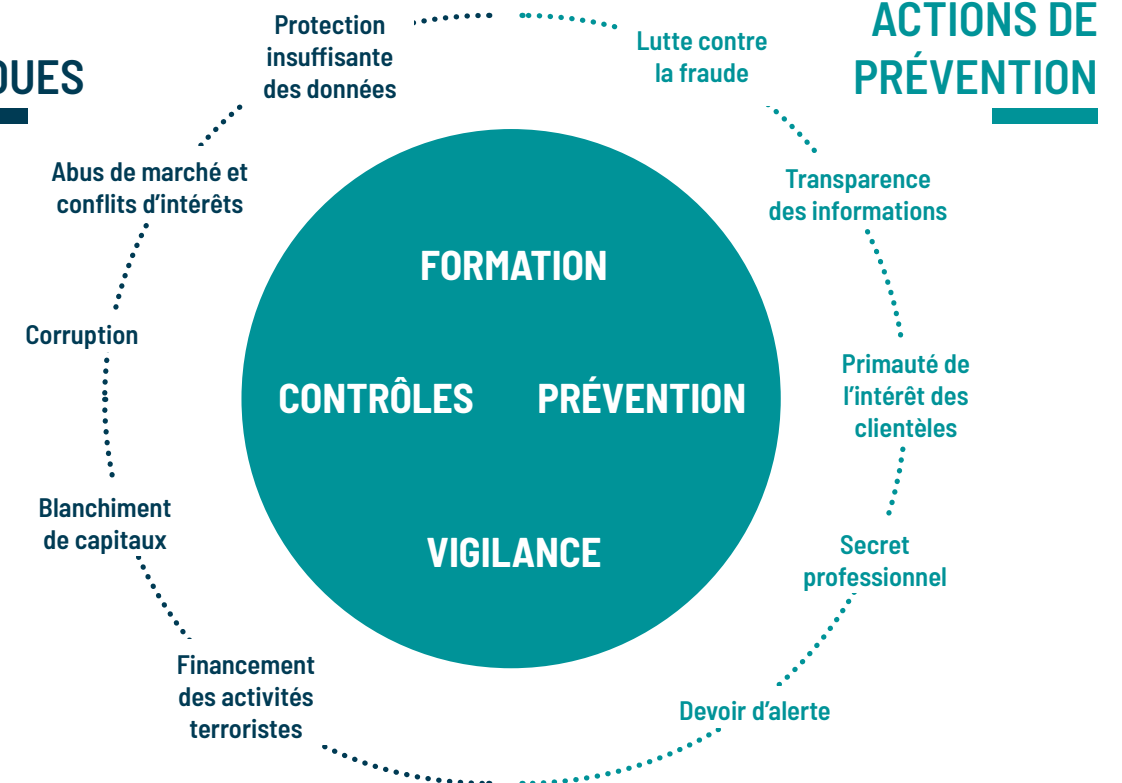 ACTIONS DE
PRÉVENTION
Protection
insuffisante
des données
Abus de marché et
conflits d’intérêts
Corruption
Blanchiment
de capitaux
Financement
des activités
terroristes
FORMATION
CONTRÔLES PRÉVENTION
VIGILANCE
Lutte contre
la fraude
Transparence
des informations
Primauté de
l’intérêt des
clientèles
Secret
professionnel
Devoir d’alerte